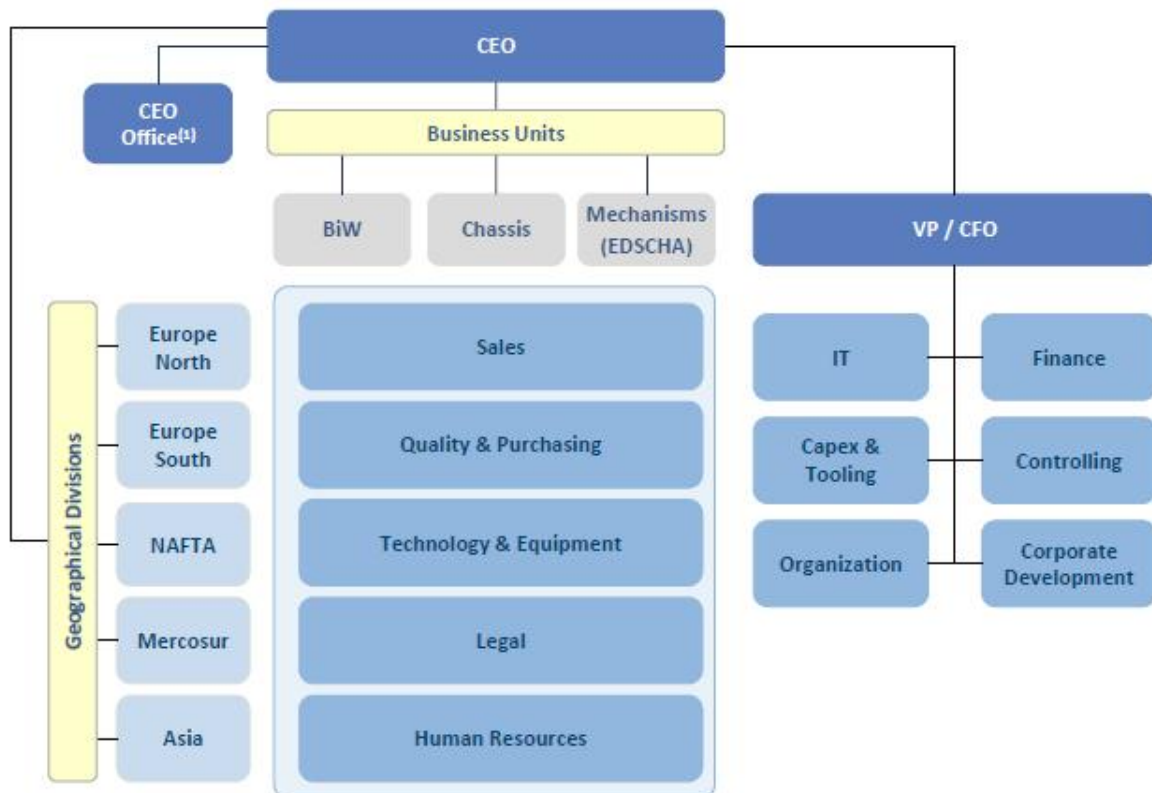 CEO
CEO
Office(1)
Business Units
BiW
Chassis
Mechanisms
(EDSCHA)
VP / CFO
Geographical Divisions
Europe
North
Europe
South
NAFTA
Mercosur
Asia
Sales
Quality & Purchasing
Technology & Equipment
Legal
Human Resources
IT
Finance
Capex &
Tooling
Controlling
Organization
Corporate
Development